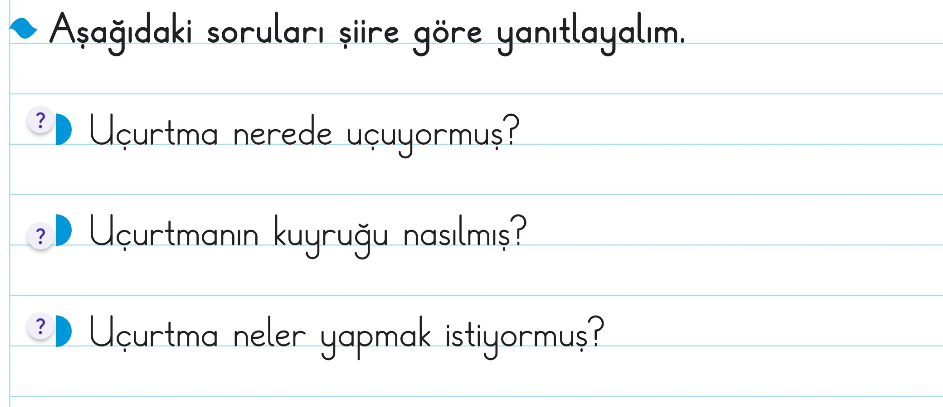 Aşağıdaki soruları şiire göre yanıtlayalım.
? Uçurtma nerede uçuyormuş?
? Uçurtmanın kuyruğu nasılmış?
? Uçurtma neler yapmak istiyormuş?